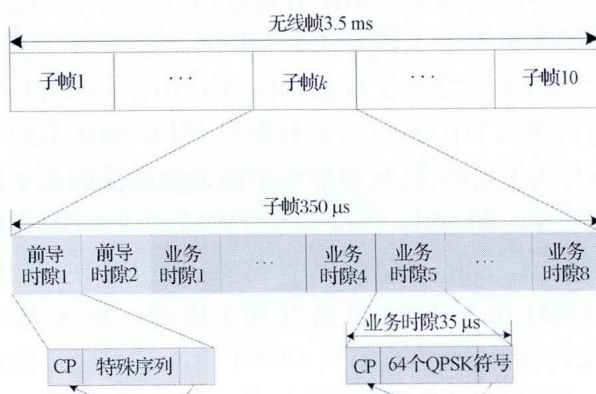 无线帧3.5 ms
子帧1 ··· 子帧k ··· 子帧10
子帧350 μs
前导时隙1 前导时隙2 业务时隙1 ··· 业务时隙4 业务时隙5 ··· 业务时隙8
业务时隙35 μs
CP 特殊序列 CP 64个QPSK符号